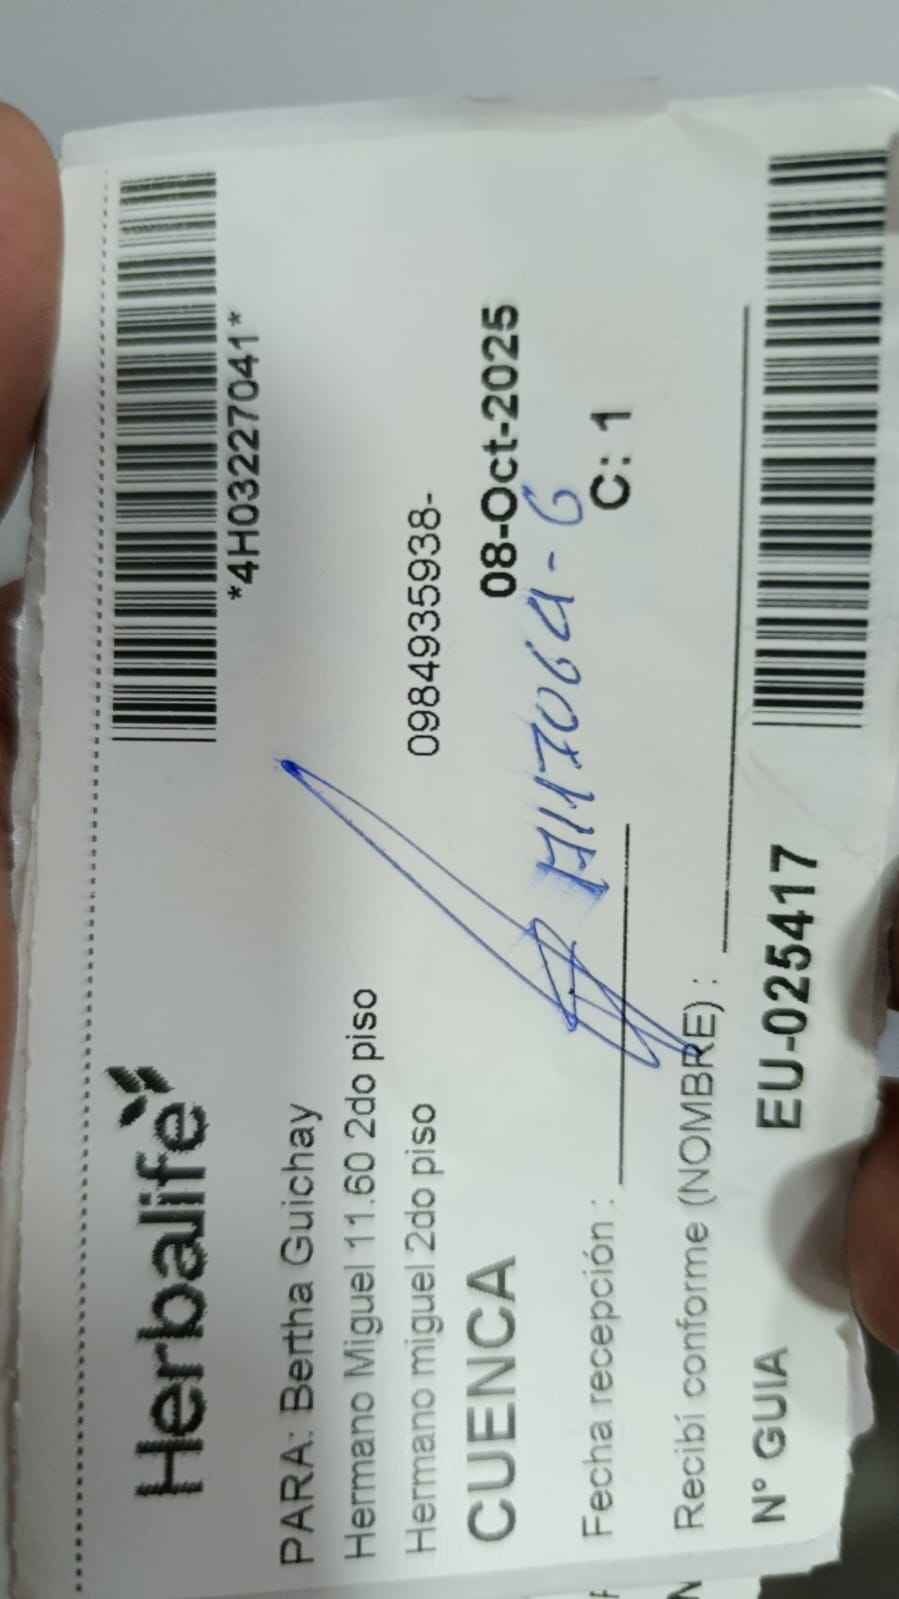 Herbalife
*4H03227041*
PARA: Bertha Guichay
Hermano Miguel 11.60 2do piso
Hermano miguel 2do piso
0984935938-
CUENCA
08-Oct-2025
Fecha recepción :
C: 1
Recibí conforme (NOMBRE) :
N° GUIA EU-025417